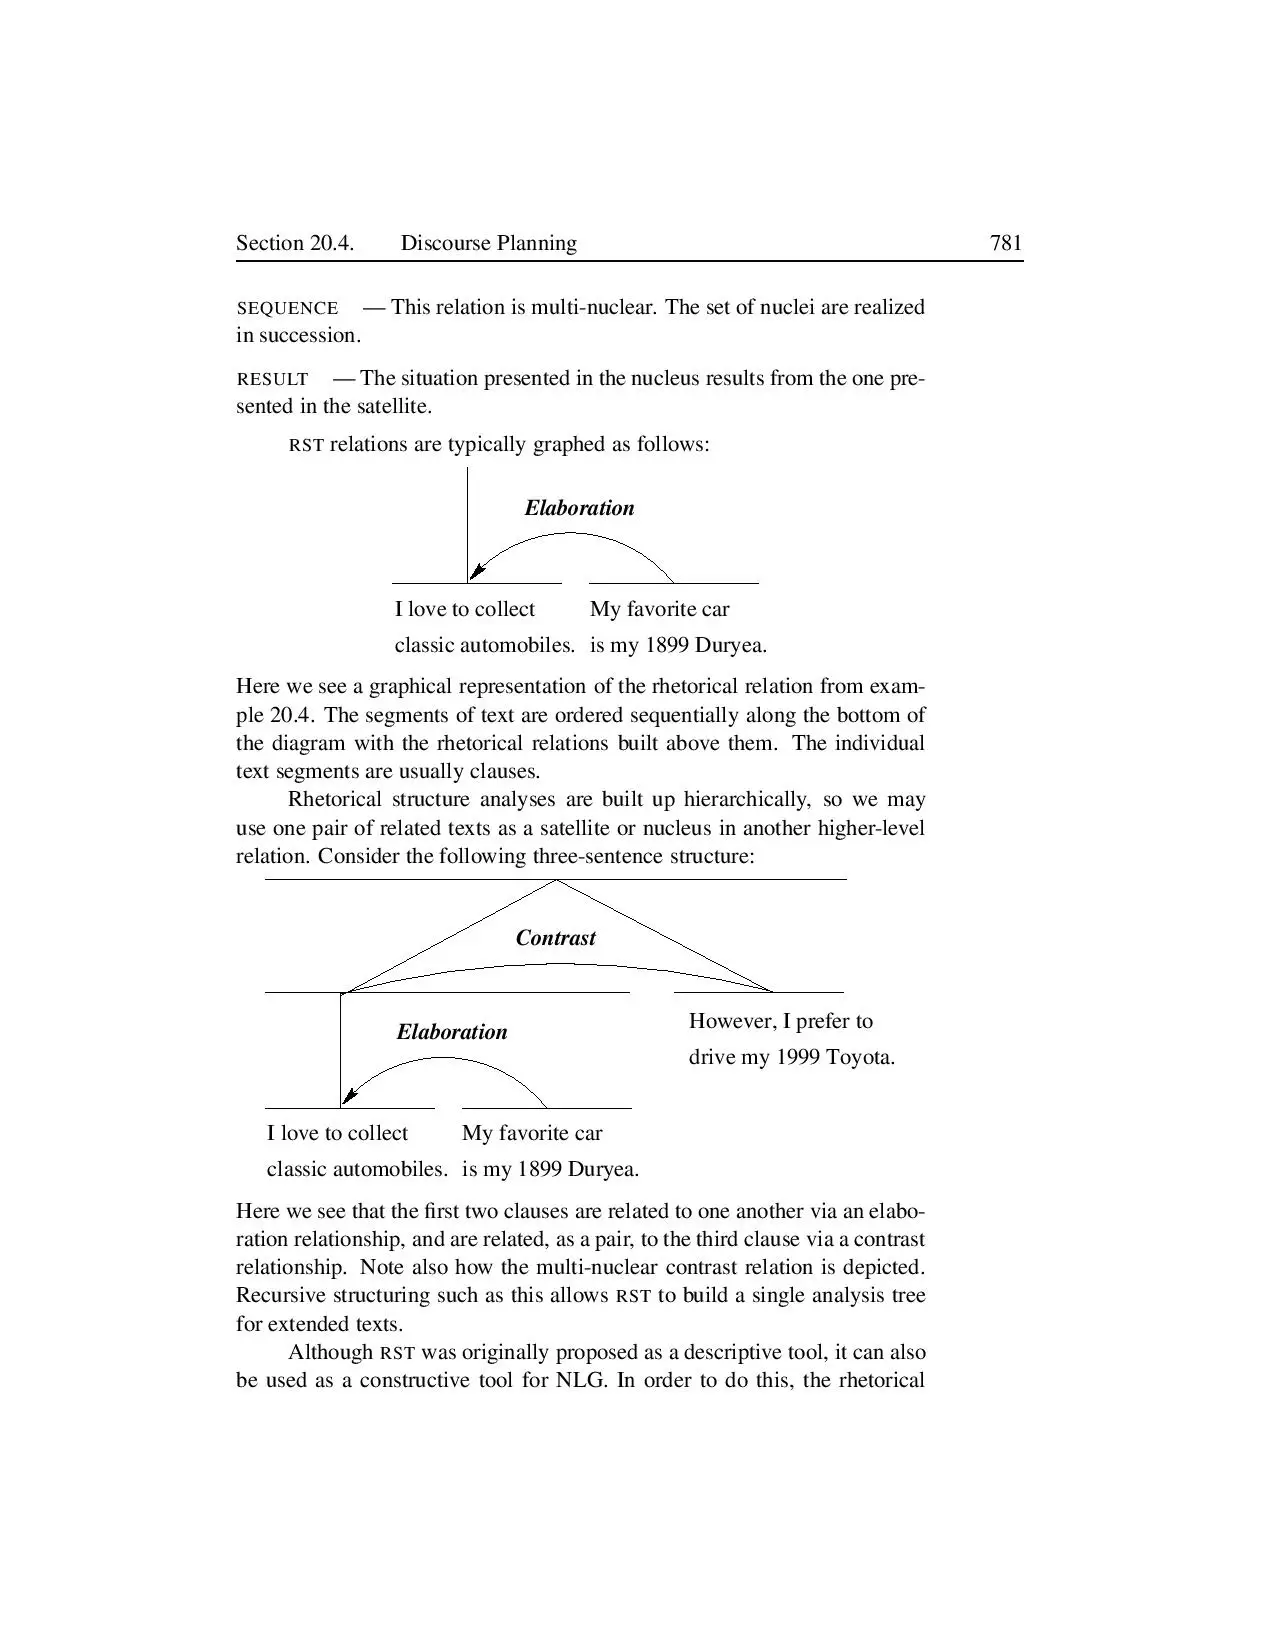 Section 20.4. Discourse Planning 781
SEQUENCE — This relation is multi-nuclear. The set of nuclei are realized
in succession.
RESULT — The situation presented in the nucleus results from the one pre-
sented in the satellite.
RST relations are typically graphed as follows:
Elaboration
I love to collect My favorite car
classic automobiles. is my 1899 Duryea.
Here we see a graphical representation of the rhetorical relation from exam-
ple 20.4. The segments of text are ordered sequentially along the bottom of
the diagram with the rhetorical relations built above them. The individual
text segments are usually clauses.
Rhetorical structure analyses are built up hierarchically, so we may
use one pair of related texts as a satellite or nucleus in another higher-level
relation. Consider the following three-sentence structure:
Contrast
However, I prefer to
Elaboration
drive my 1999 Toyota.
I love to collect My favorite car
classic automobiles. is my 1899 Duryea.
Here we see that the first two clauses are related to one another via an elabo-
ration relationship, and are related, as a pair, to the third clause via a contrast
relationship. Note also how the multi-nuclear contrast relation is depicted.
Recursive structuring such as this allows RST to build a single analysis tree
for extended texts.
Although RST was originally proposed as a descriptive tool, it can also
be used as a constructive tool for NLG. In order to do this, the rhetorical